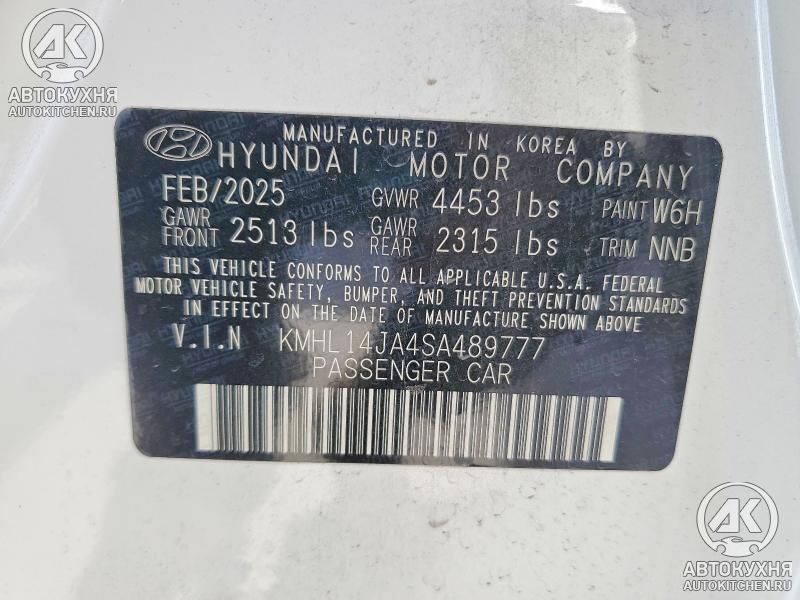 AK
АВТОКУХНЯ
AUTOKITCHEN.RU
MANUFACTURED IN KOREA BY
HYUNDAI MOTOR COMPANY
FEB/2025 GVWR 4453 lbs PAINT W6H
GAWR FRONT 2513 lbs GAWR REAR 2315 lbs TRIM NNB
THIS VEHICLE CONFORMS TO ALL APPLICABLE U.S.A. FEDERAL
MOTOR VEHICLE SAFETY, BUMPER, AND THEFT PREVENTION STANDARDS
IN EFFECT ON THE DATE OF MANUFACTURE SHOWN ABOVE
V.I.N KMHL14JA4SA489777
PASSENGER CAR
AK
АВТОКУХНЯ
AUTOKITCHEN.RU